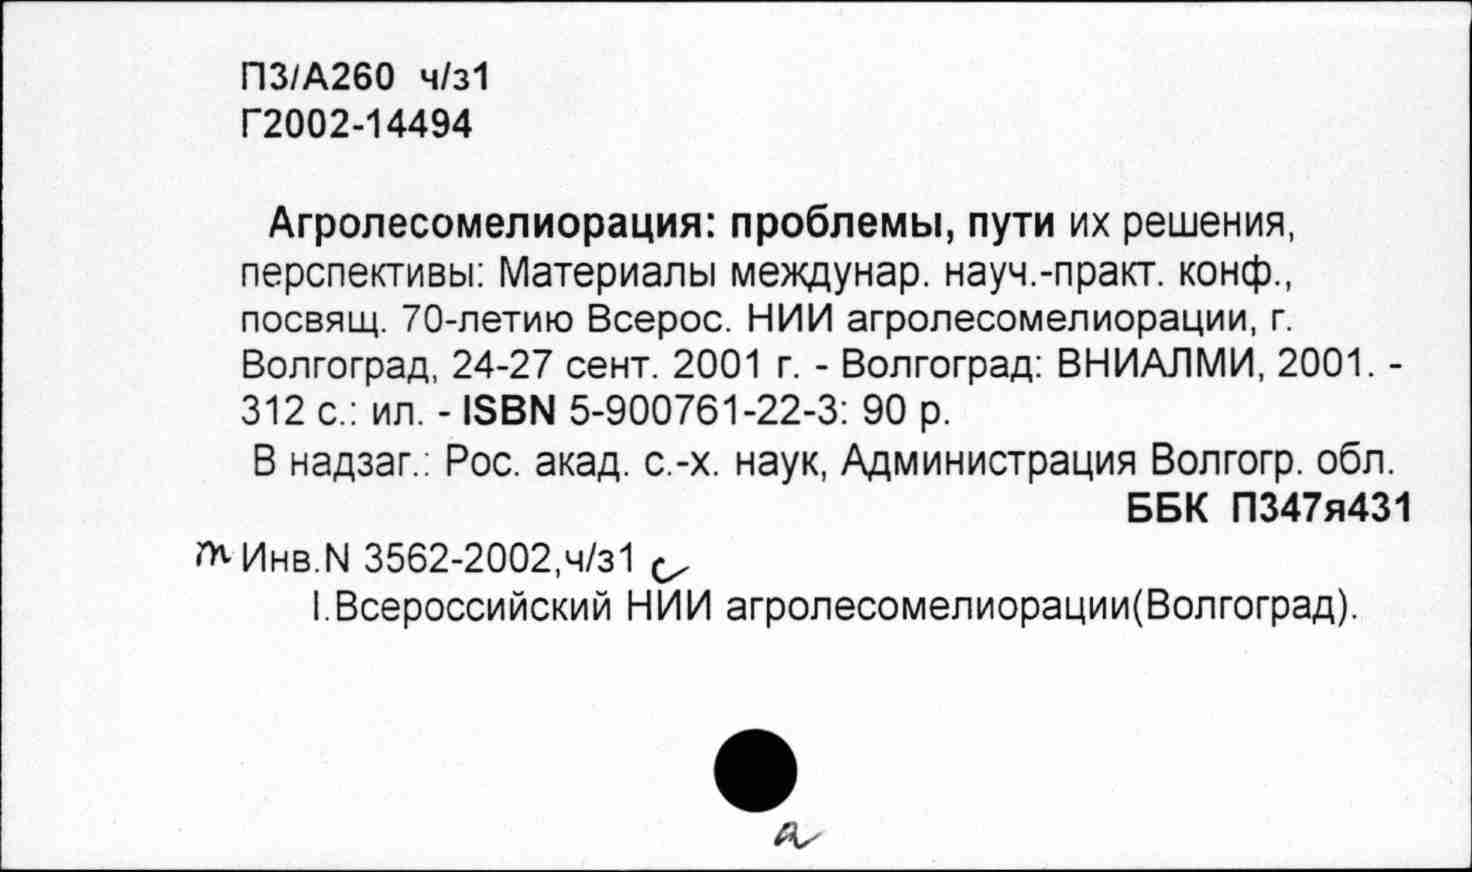 ПЗ/А260 ч/з1
Г2002-14494
Агролесомелиорация: проблемы, пути их решения,
перспективы: Материалы междунар. науч.-практ. конф.,
посвящ. 70-летию Всерос. НИИ агролесомелиорации, г.
Волгоград, 24-27 сент. 2001 г. - Волгоград: ВНИАЛМИ, 2001. -
312 с.: ил. - ISBN 5-900761-22-3: 90 р.
В надзаг.: Рос. акад. с.-х. наук, Администрация Волгогр. обл.
ББК П347я431
Инв.N 3562-2002,ч/з1
I.Всероссийский НИИ агролесомелиорации(Волгоград).
а